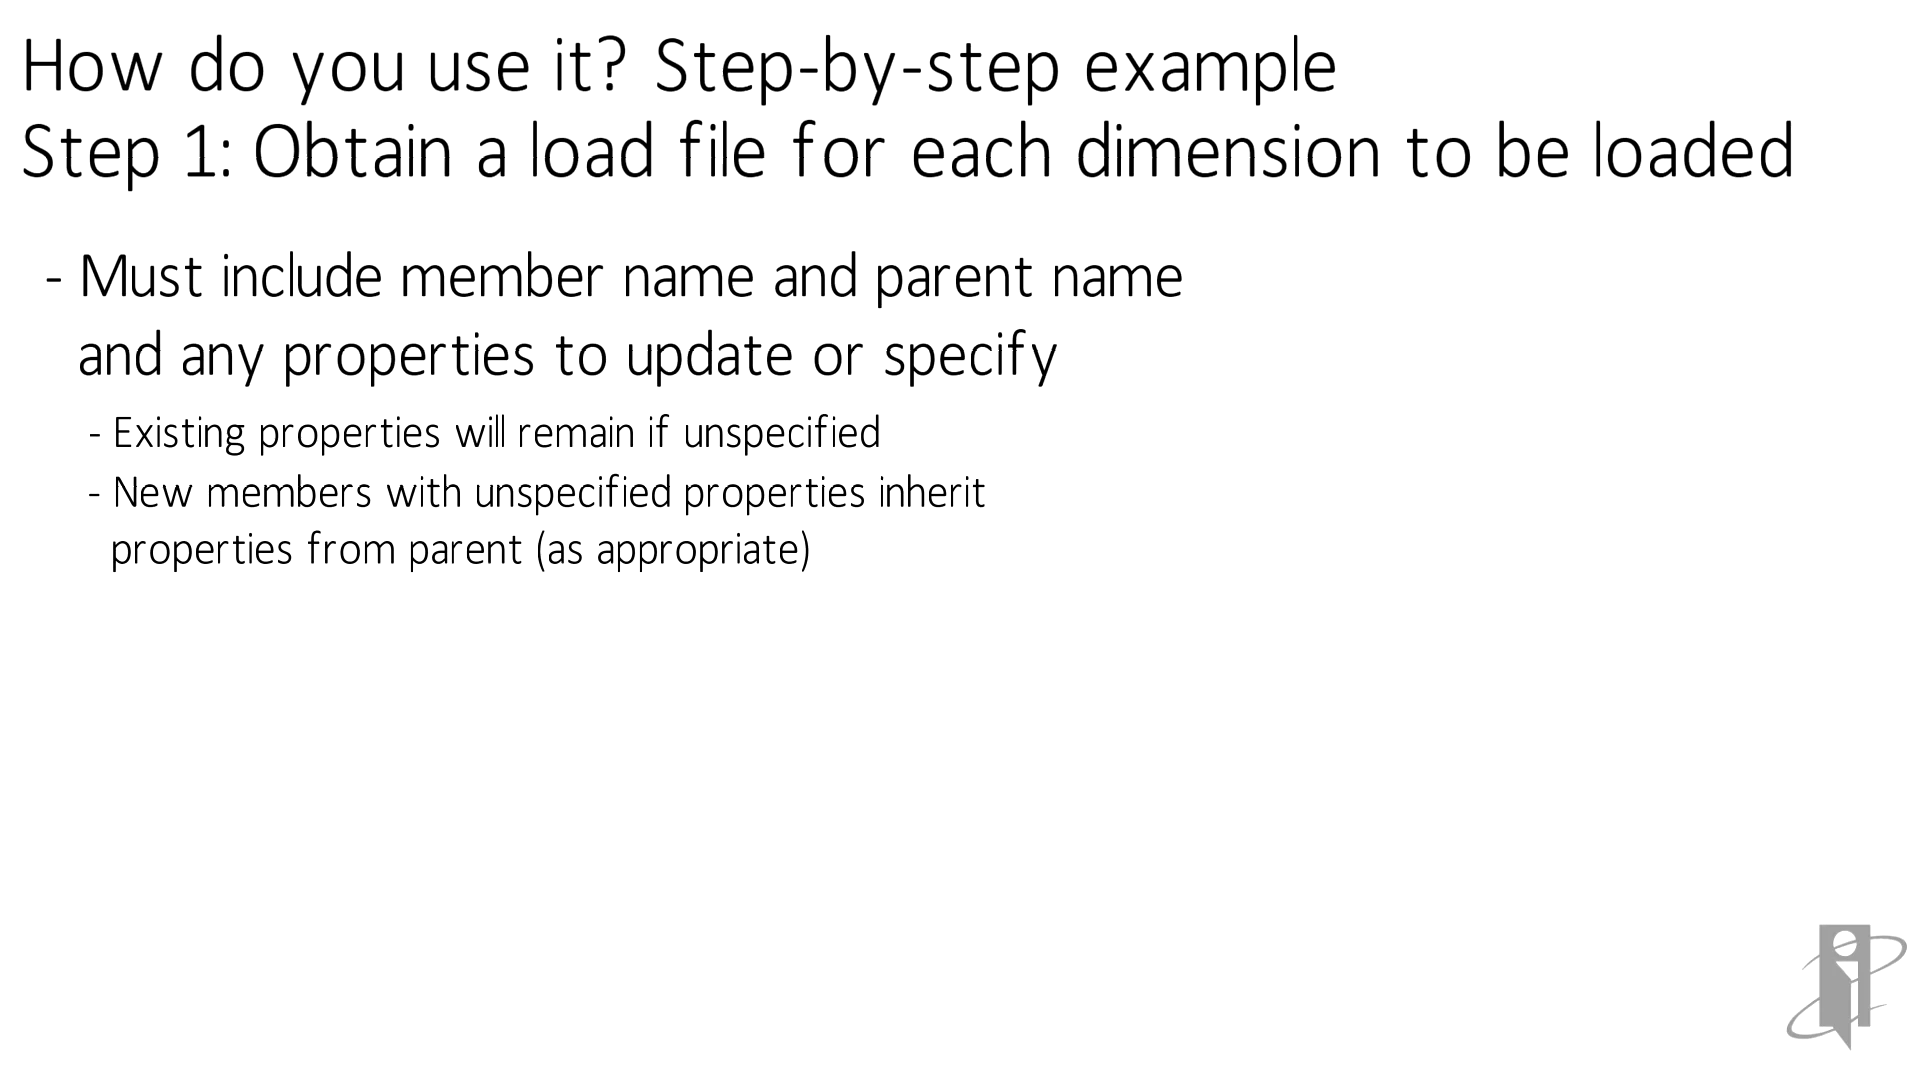 How do you use it? Step-by-step example
Step 1: Obtain a load file for each dimension to be loaded
- Must include member name and parent name
and any properties to update or specify
- Existing properties will remain if unspecified
- New members with unspecified properties inherit
properties from parent (as appropriate)